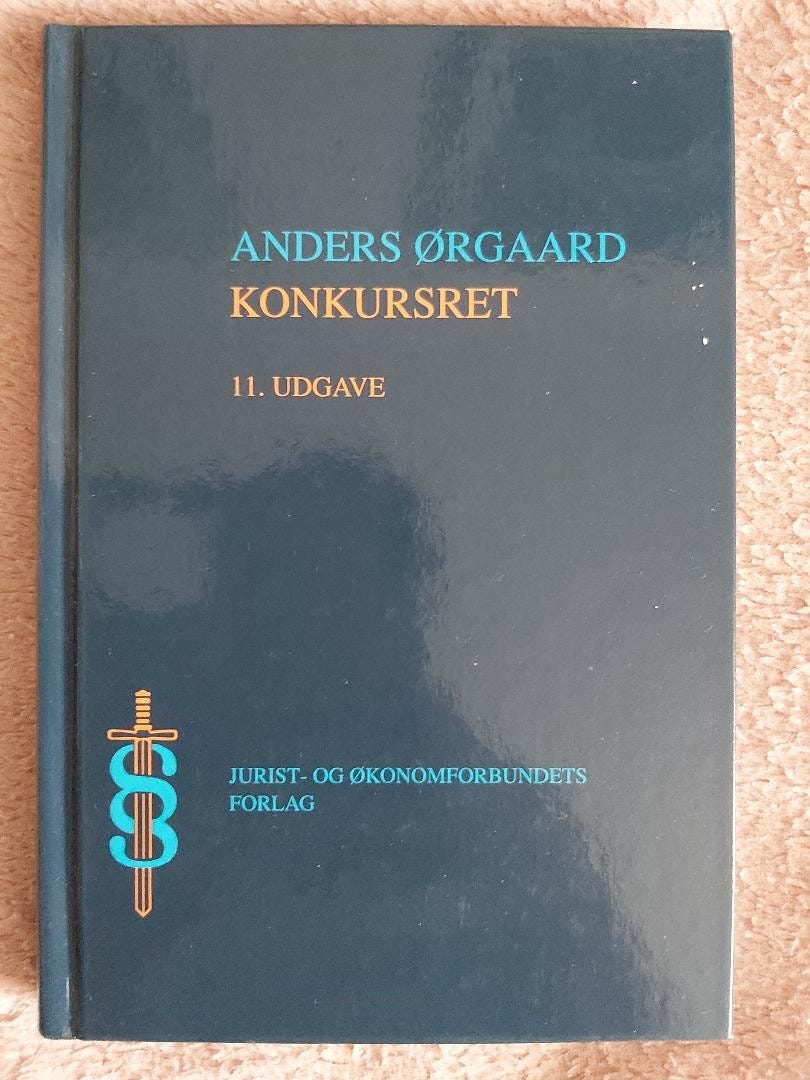 ANDERS ØRGAARD
KONKURSRET
11. UDGAVE
JURIST- OG ØKONOMFORBUNDETS
FORLAG